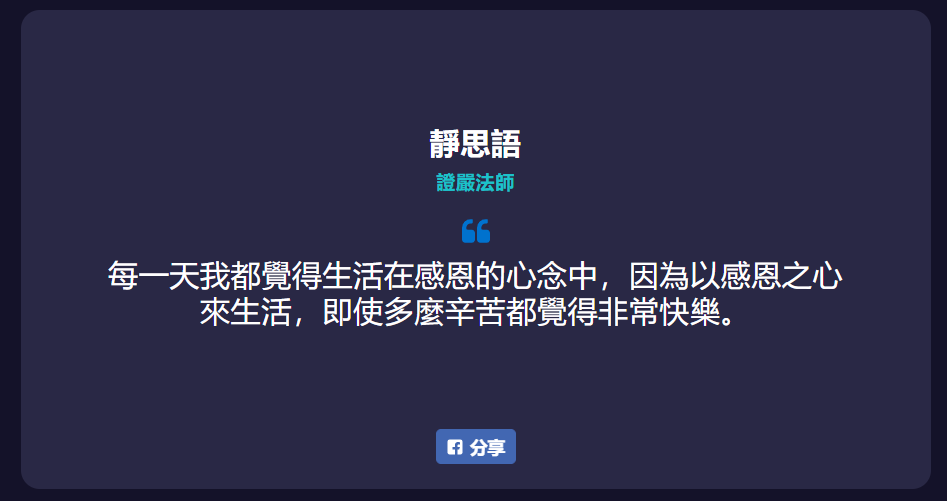 靜思語
證嚴法師
每一天我都覺得生活在感恩的心念中，因為以感恩之心
來生活，即使多麼辛苦都覺得非常快樂。
分享